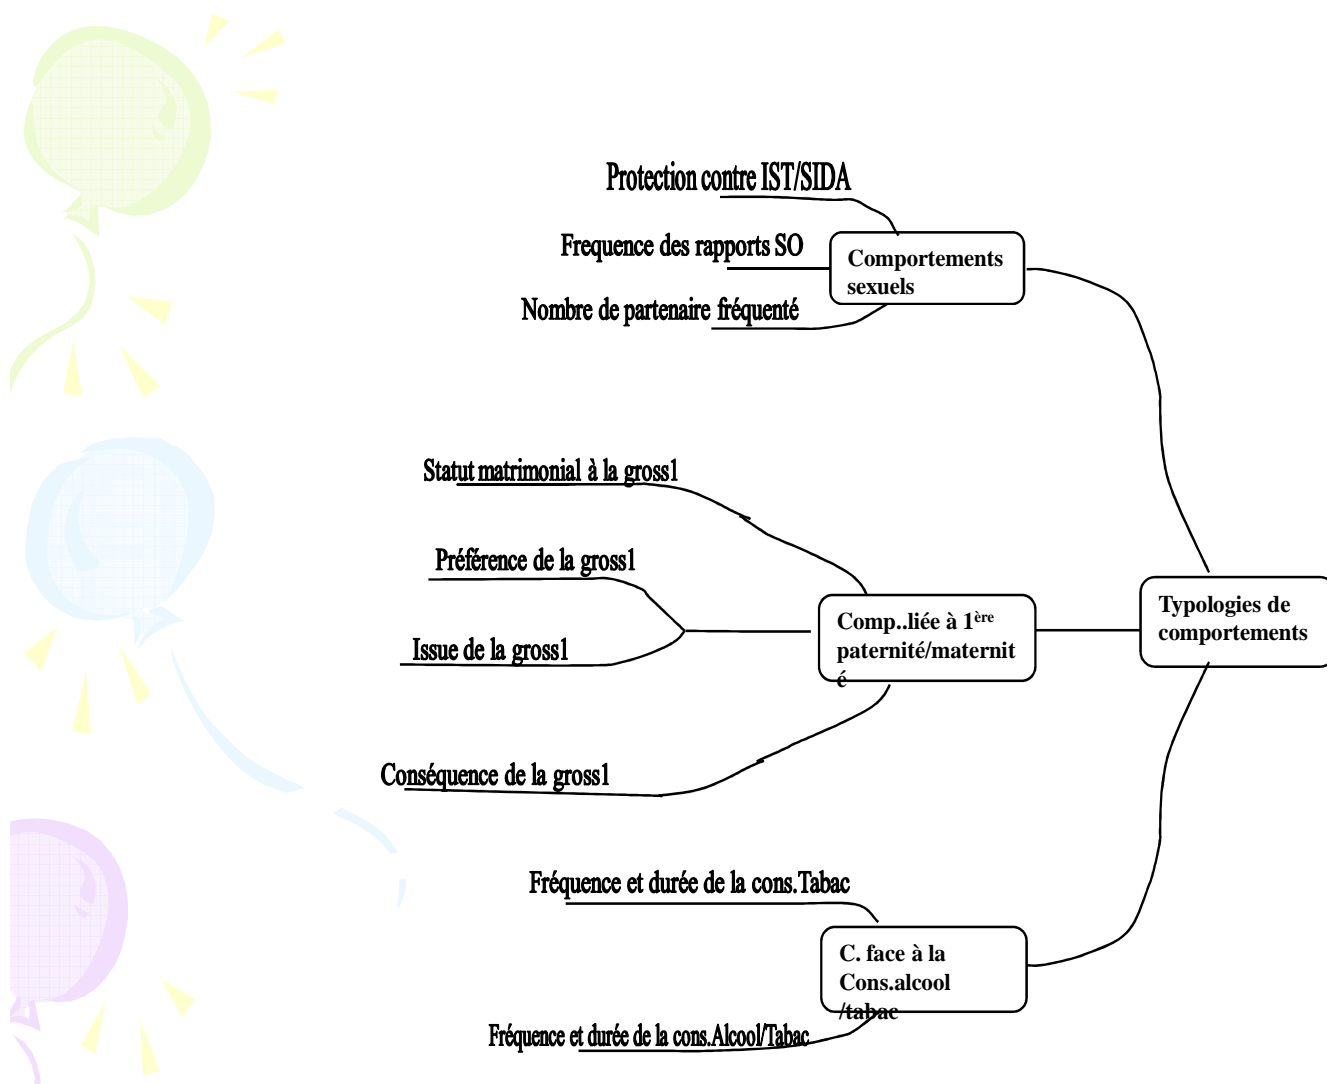 Protection contre IST/SIDA
Frequence des rapports SO
Comportements
sexuels
Nombre de partenaire fréquenté
Statut matrimonial à la gross1
Préférence de la gross1
Typologies de
comportements
Comp..liée à 1ère
paternité/maternit
é
Issue de la gross1
Conséquence de la gross1
Fréquence et durée de la cons.Tabac
C. face à la
Cons.alcool
/tabac
Fréquence et durée de la cons.Alcool/Tabac